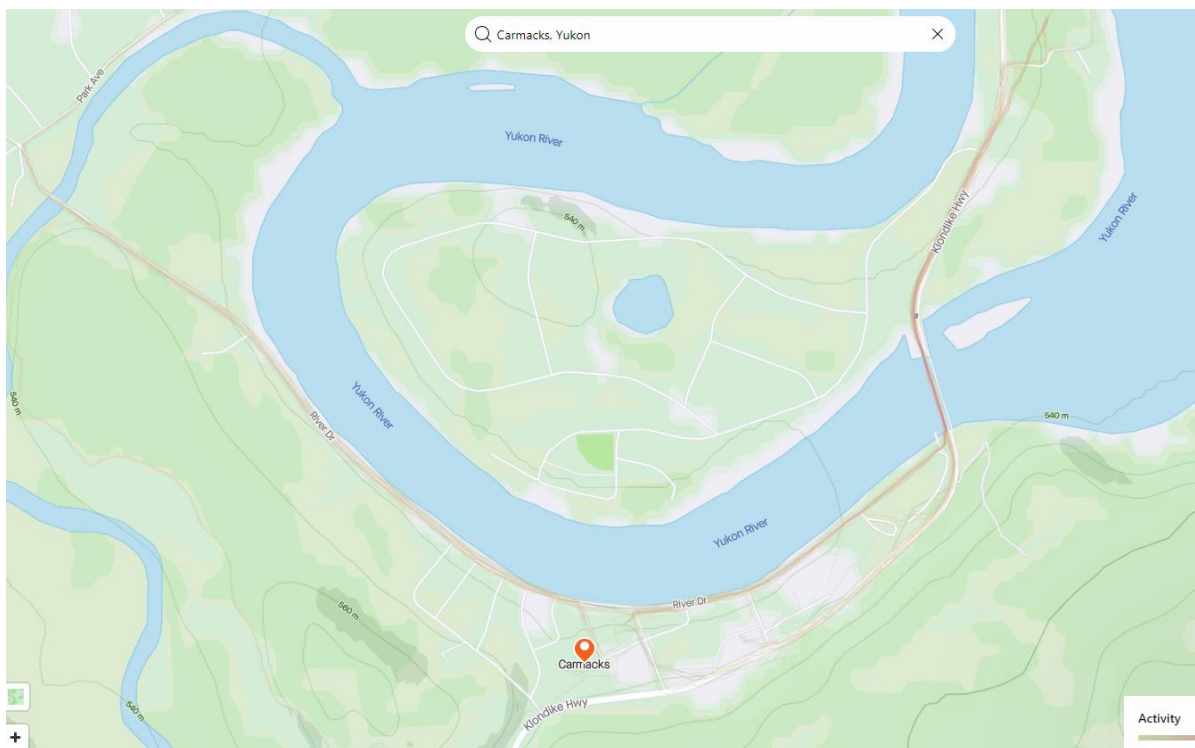 Carmacks, Yukon
Park Ave
Yukon River
Klondike Hwy
Yukon River
540 m
Yukon River
540 m
River Dr
540 m
Yukon River
560 m
River Dr
Carmacks
540 m
Klondike Hwy
Activity
+